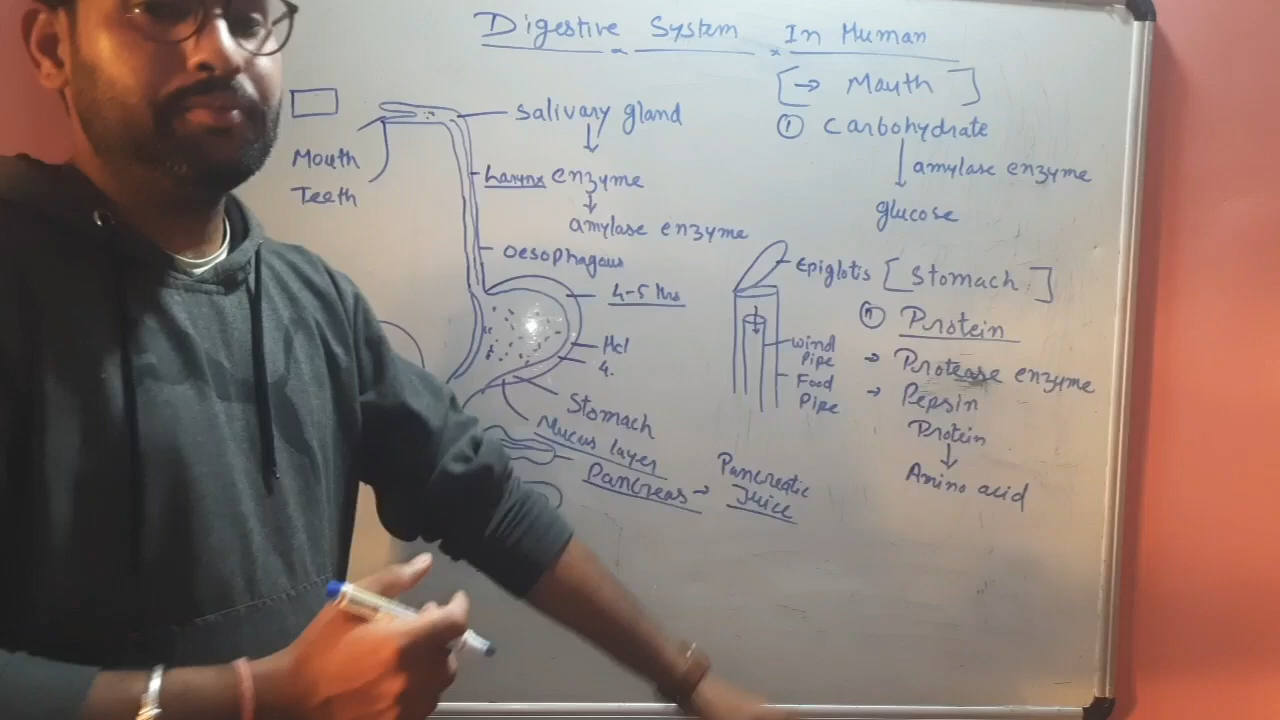 Digestive System In Human
[→ Mouth]
① Carbohydrate
amylase enzyme
glucose
Mouth
Teeth
Salivary gland
Larynx enzyme
amylase enzyme
Oesophagous
4-5 Hrs
Hcl
4.
Stomach
Mucus layer
Pancreas → Pancreatic
Juice
Epiglotis
wind
Pipe
Food
Pipe
[Stomach]
Protein
→ Protease enzyme
→ Pepsin
Protein
Amino acid